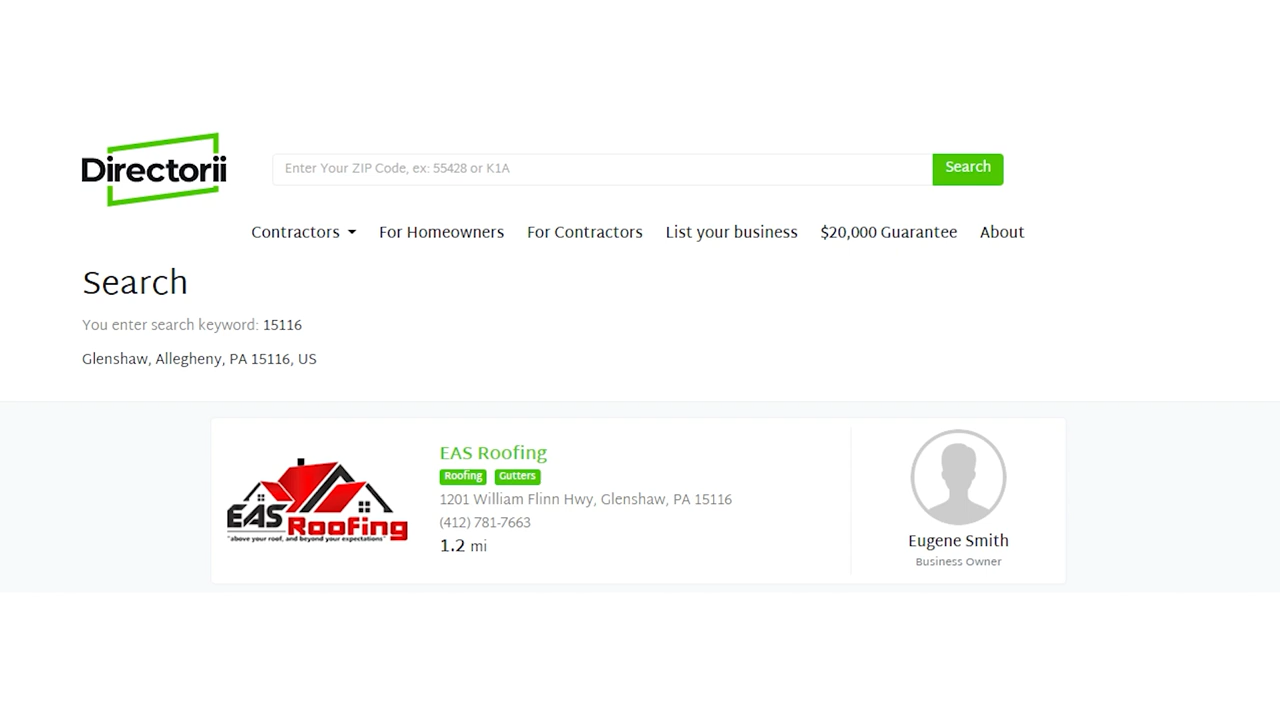 Directorii
Enter Your ZIP Code, ex: 55428 or K1A
Search
Contractors
For Homeowners
For Contractors
List your business
$20,000 Guarantee
About
Search
You enter search keyword: 15116
Glenshaw, Allegheny, PA 15116, US
EAS Roofing
"above your roof, and beyond your expectations"
EAS Roofing
Roofing Gutters
1201 William Flinn Hwy, Glenshaw, PA 15116
(412) 781-7663
1.2 mi
Eugene Smith
Business Owner